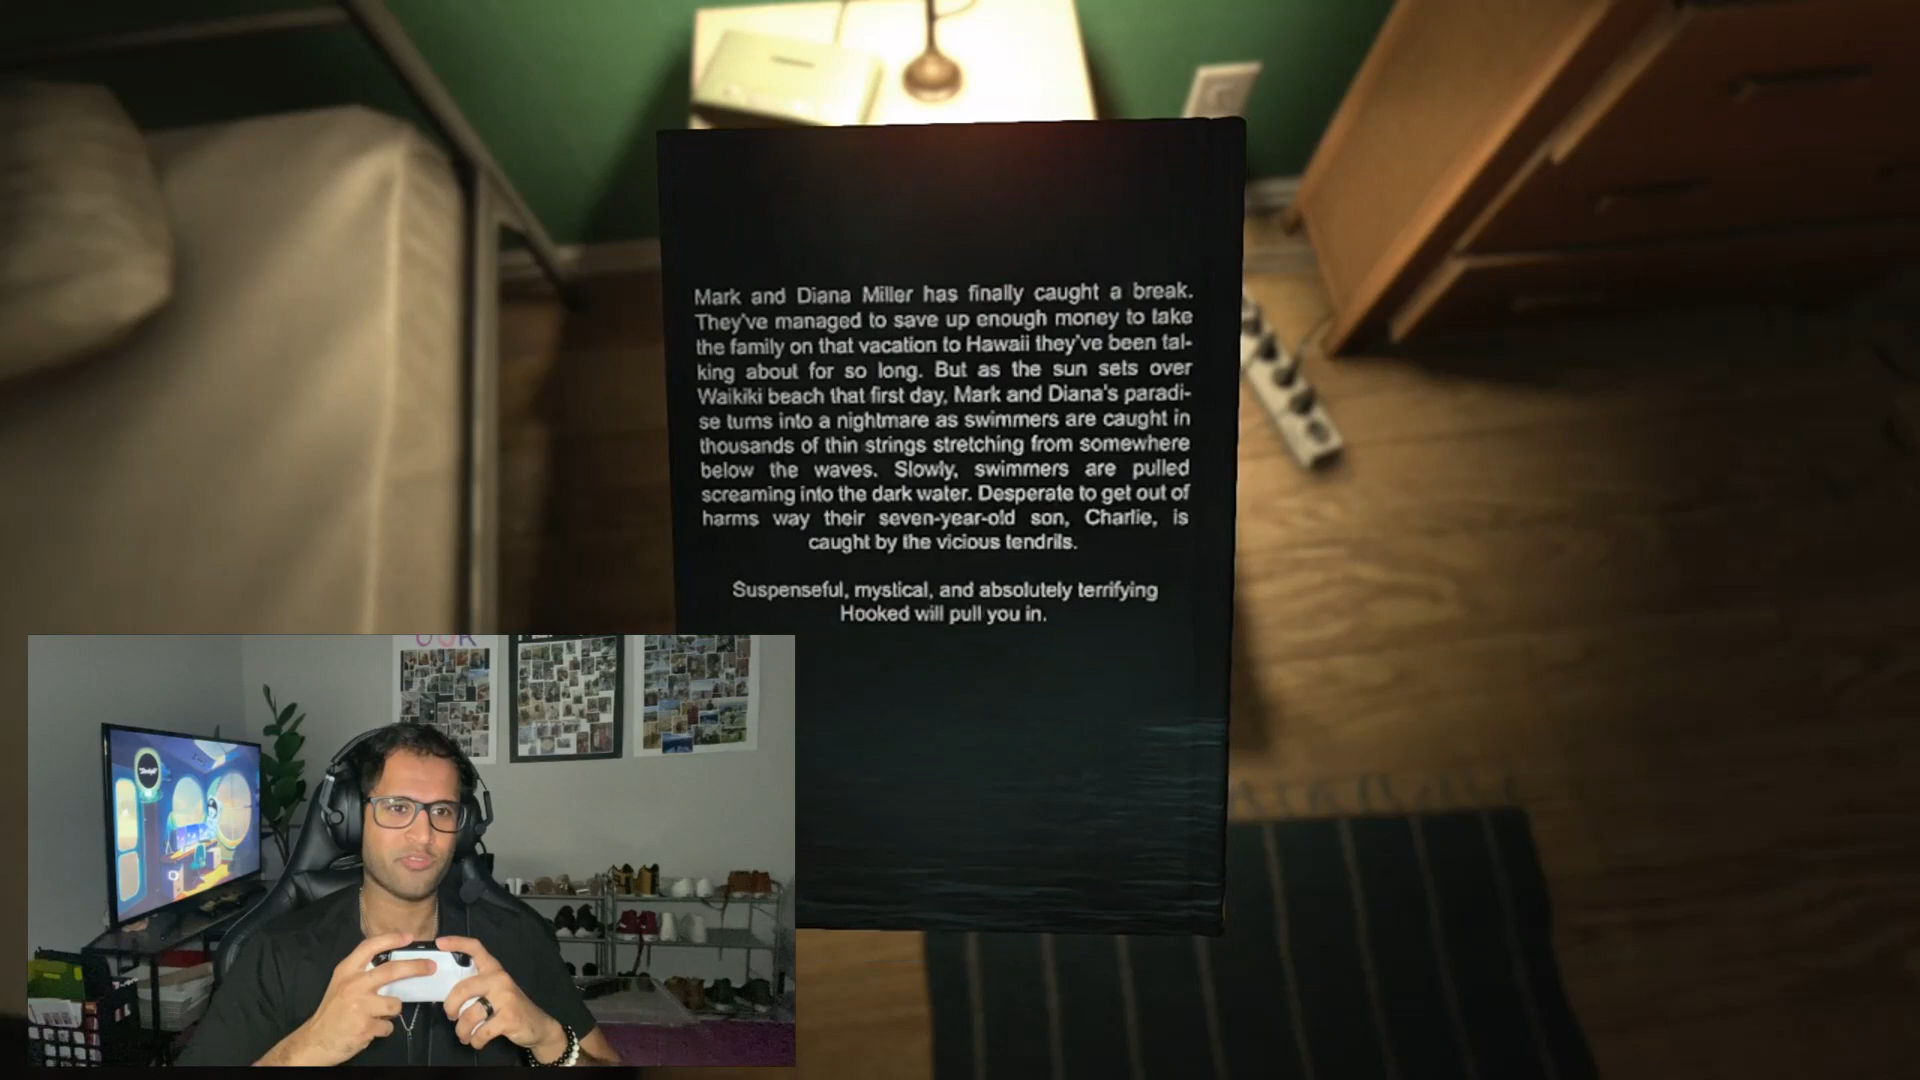 Mark and Diana Miller has finally caught a break.
They've managed to save up enough money to take
the family on that vacation to Hawaii they've been tal-
king about for so long. But as the sun sets over
Waikiki beach that first day, Mark and Diana's paradi-
se turns into a nightmare as swimmers are caught in
thousands of thin strings stretching from somewhere
below the waves. Slowly, swimmers are pulled
screaming into the dark water. Desperate to get out of
harms way their seven-year-old son, Charlie, is
caught by the vicious tendrils.
Suspenseful, mystical, and absolutely terrifying
Hooked will pull you in.